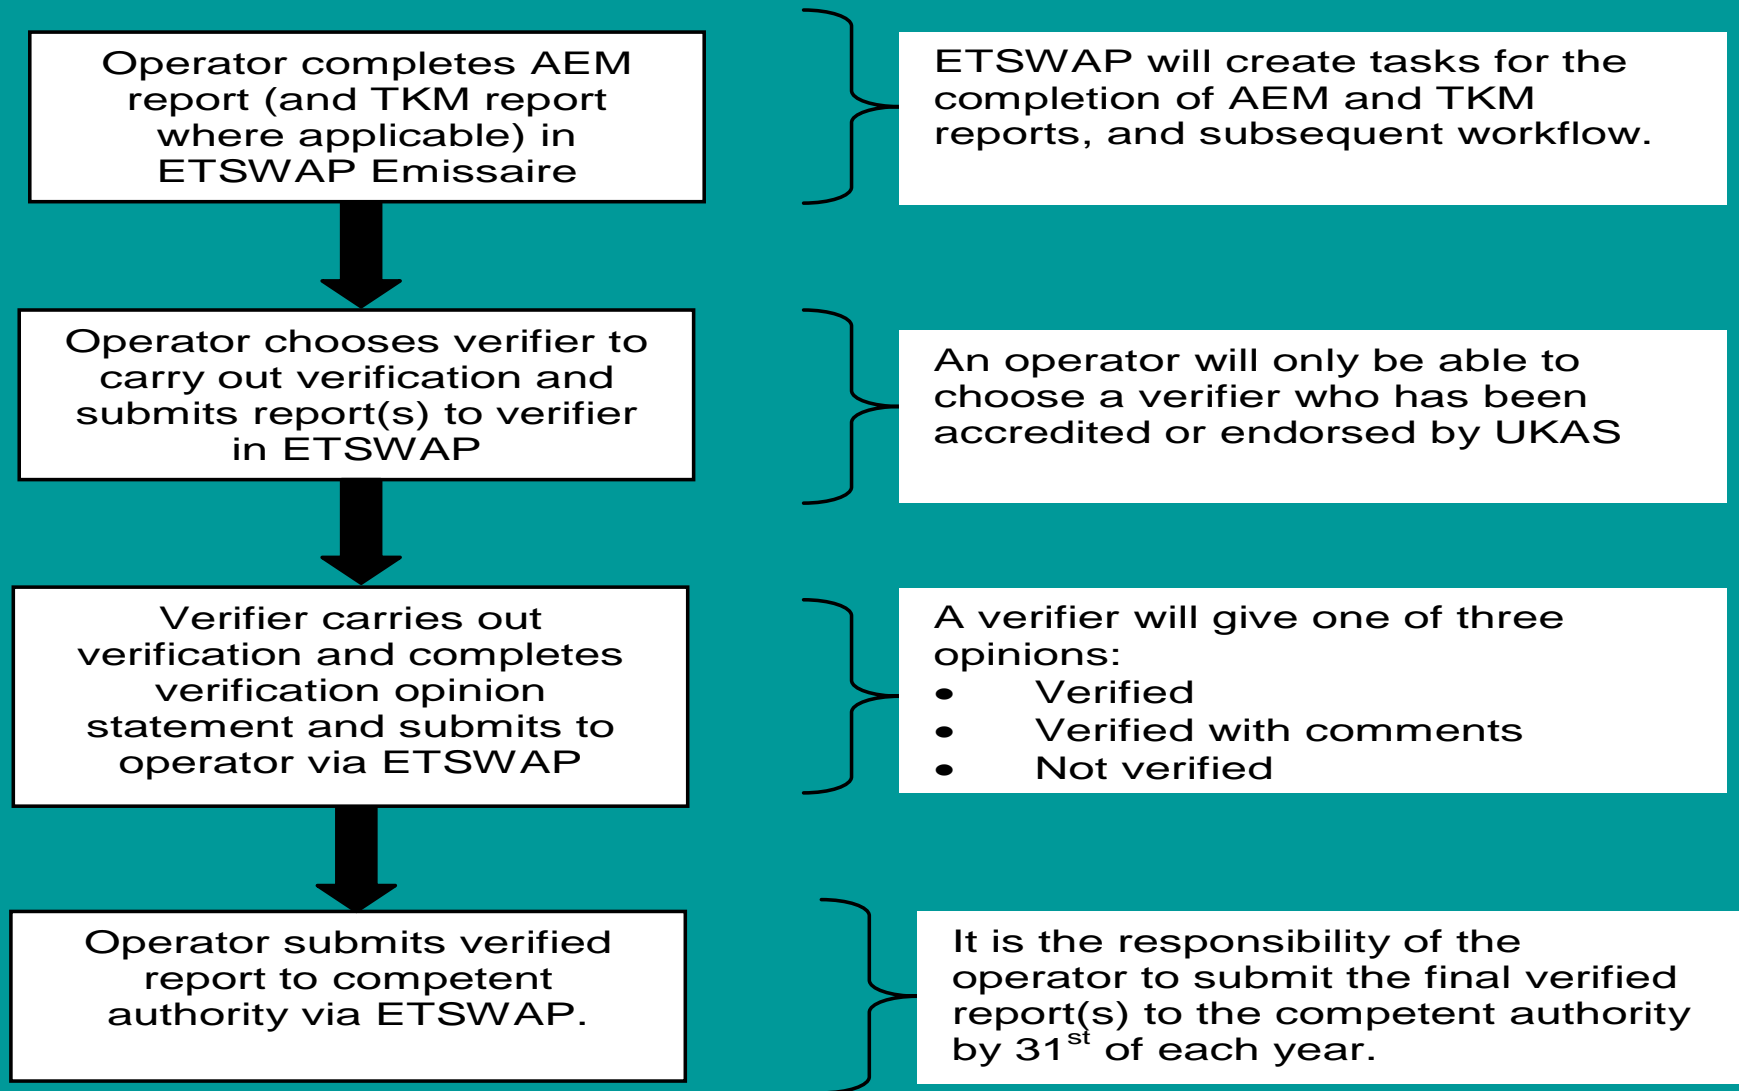 Operator completes AEM
report (and TKM report
where applicable) in
ETSWAP Emissaire
ETSWAP will create tasks for the
completion of AEM and TKM
reports, and subsequent workflow.
Operator chooses verifier to
carry out verification and
submits report(s) to verifier
in ETSWAP
An operator will only be able to
choose a verifier who has been
accredited or endorsed by UKAS
Verifier carries out
verification and completes
verification opinion
statement and submits to
operator via ETSWAP
A verifier will give one of three
opinions:
• Verified
• Verified with comments
• Not verified
Operator submits verified
report to competent
authority via ETSWAP.
It is the responsibility of the
operator to submit the final verified
report(s) to the competent authority
by 31st of each year.